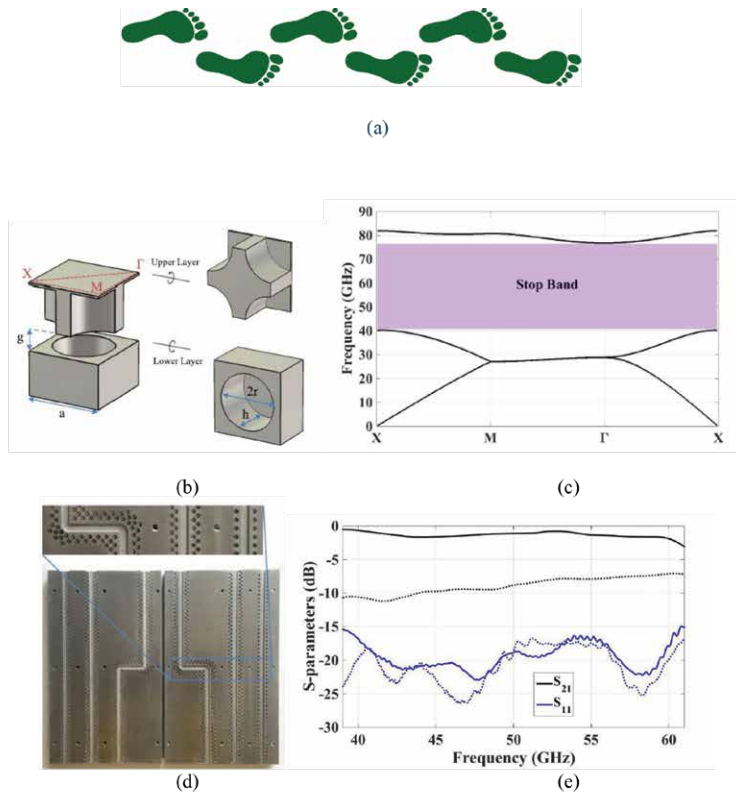 (a)
X
Γ
M
g
a
Upper Layer
Lower Layer
2r
h
(b)
Frequency (GHz)
90
80
70
60
50
40
30
20
10
0
Stop Band
X M Γ X
(c)
(d)
S-parameters (dB)
0
-5
-10
-15
-20
-25
-30
S21
S11
40 45 50 55 60
Frequency (GHz)
(e)